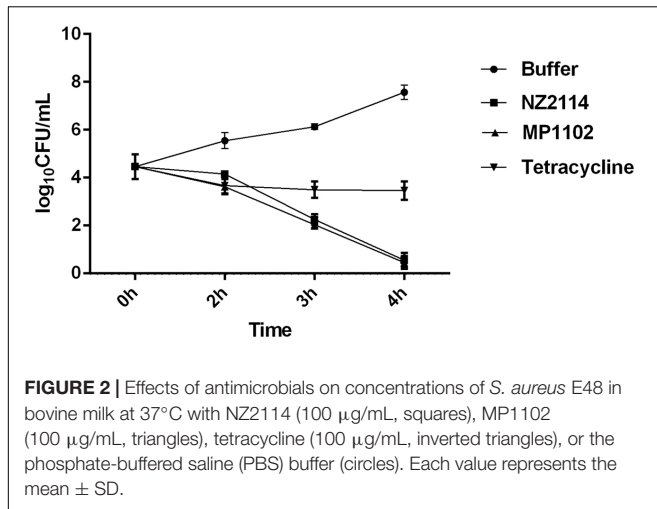 10
8
6
4
2
0
log10CFU/mL
0h
2h
3h
4h
Time
Buffer
NZ2114
MP1102
Tetracycline
FIGURE 2 | Effects of antimicrobials on concentrations of S. aureus E48 in
bovine milk at 37°C with NZ2114 (100 μg/mL, squares), MP1102
(100 μg/mL, triangles), tetracycline (100 μg/mL, inverted triangles), or the
phosphate-buffered saline (PBS) buffer (circles). Each value represents the
mean ± SD.